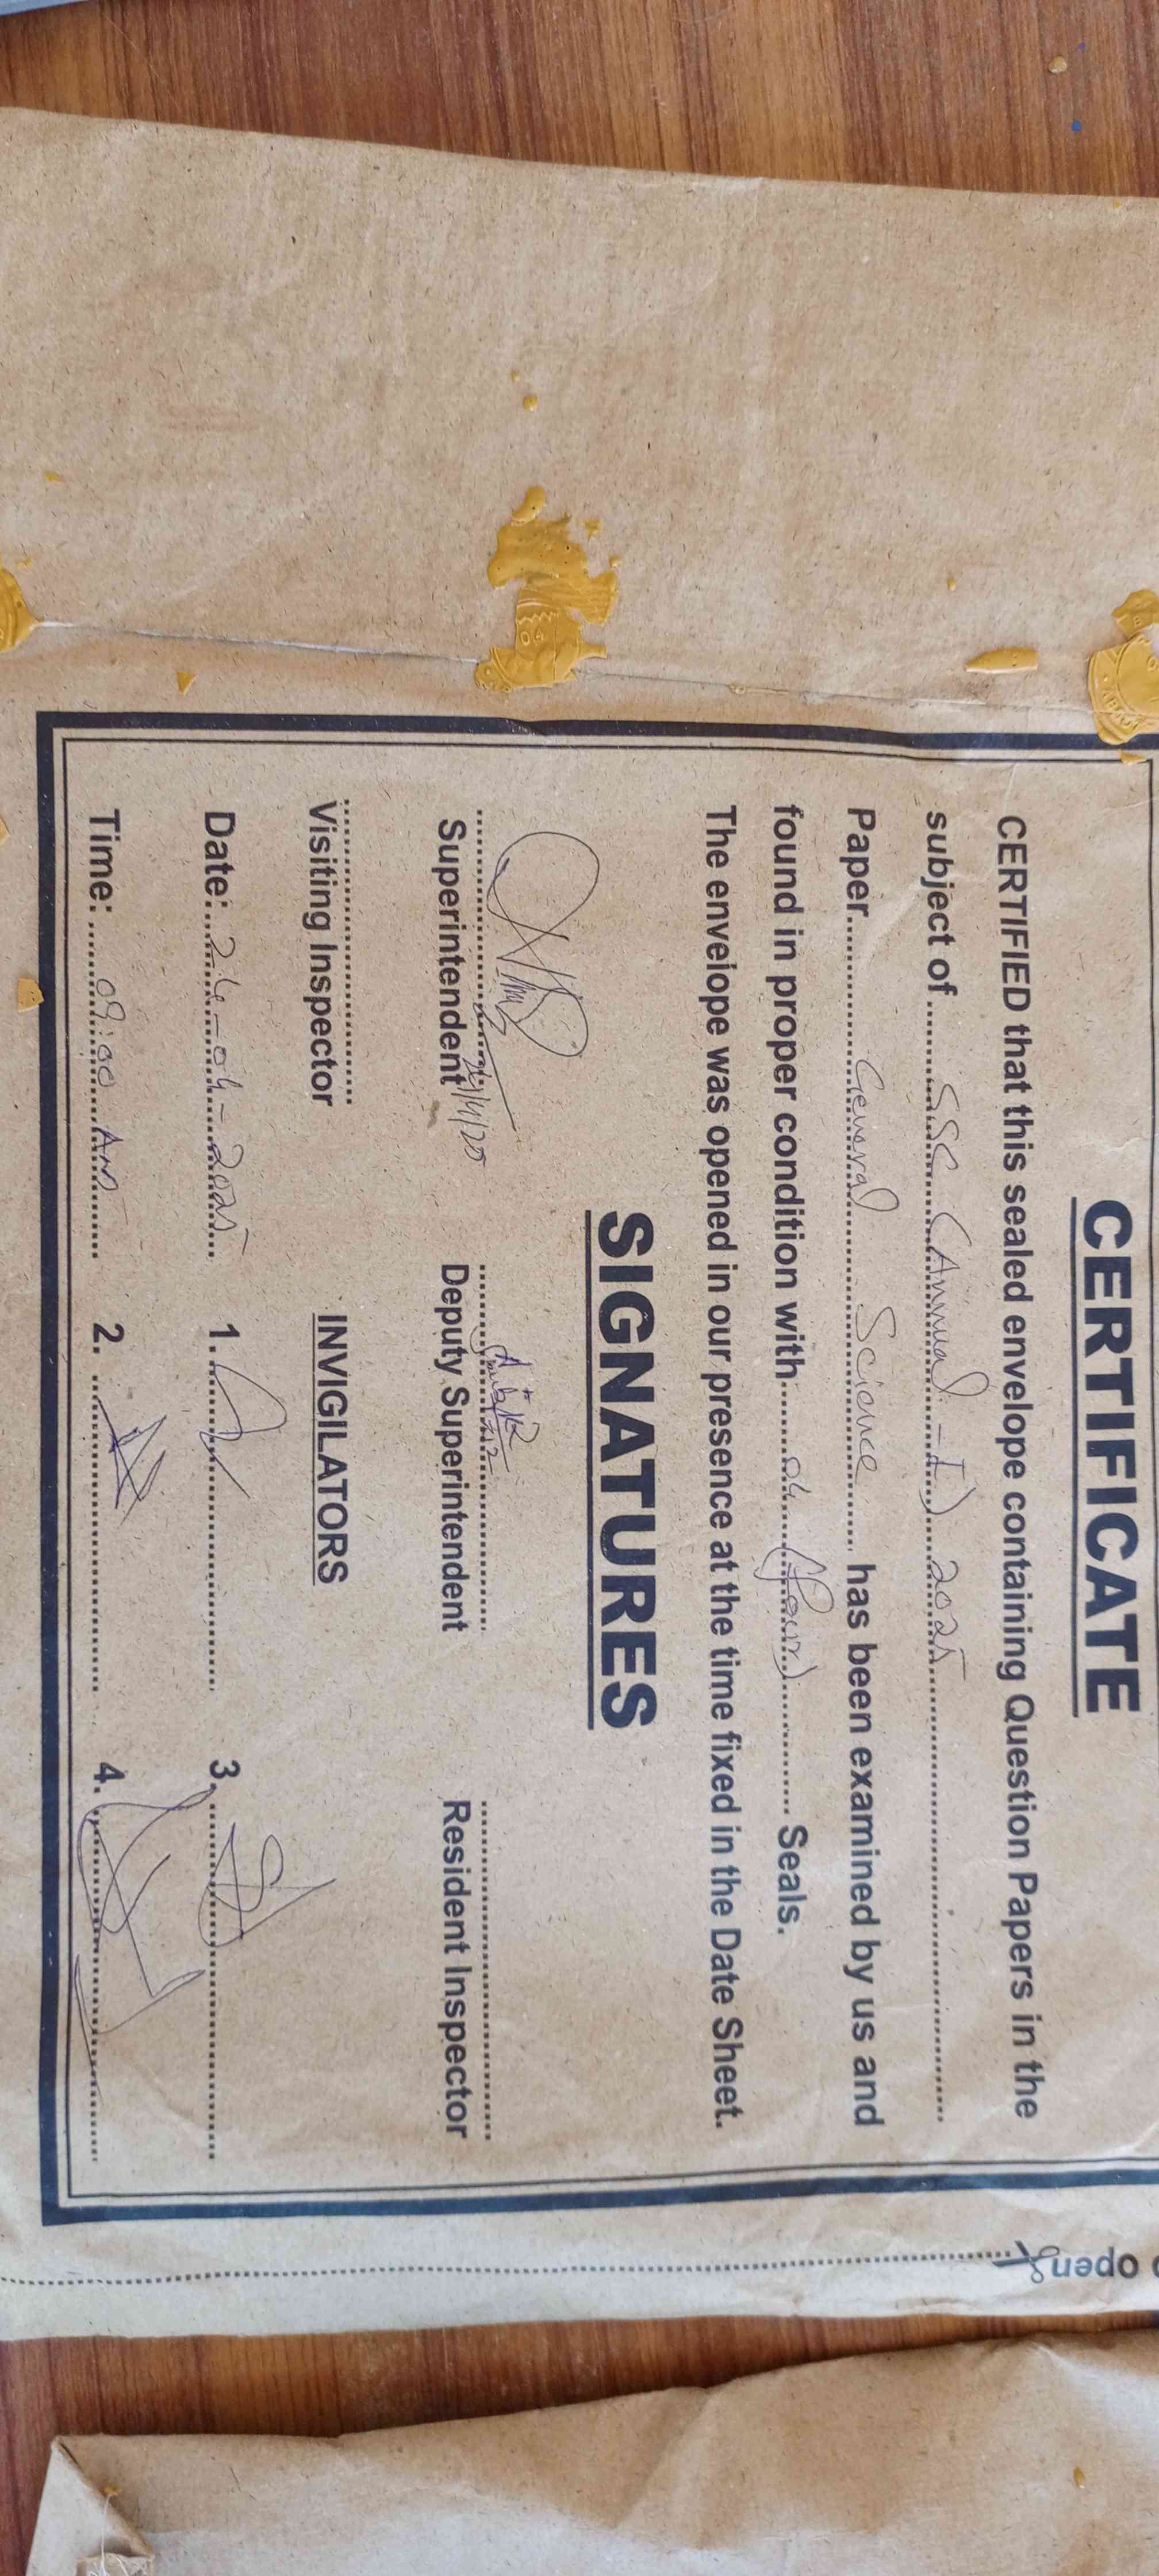 CERTIFICATE
CERTIFIED that this sealed envelope containing Question Papers in the
subject of SSC (Annual-I) 2025
Paper General Science has been examined by us and
found in proper condition with 04 (four) Seals.
The envelope was opened in our presence at the time fixed in the Date Sheet.
SIGNATURES
Superintendent Deputy Superintendent Resident Inspector
Visiting Inspector INVIGILATORS
Date: 24-04-2025 1. 3.
Time: 09:00 Am 2. 4.
open
04